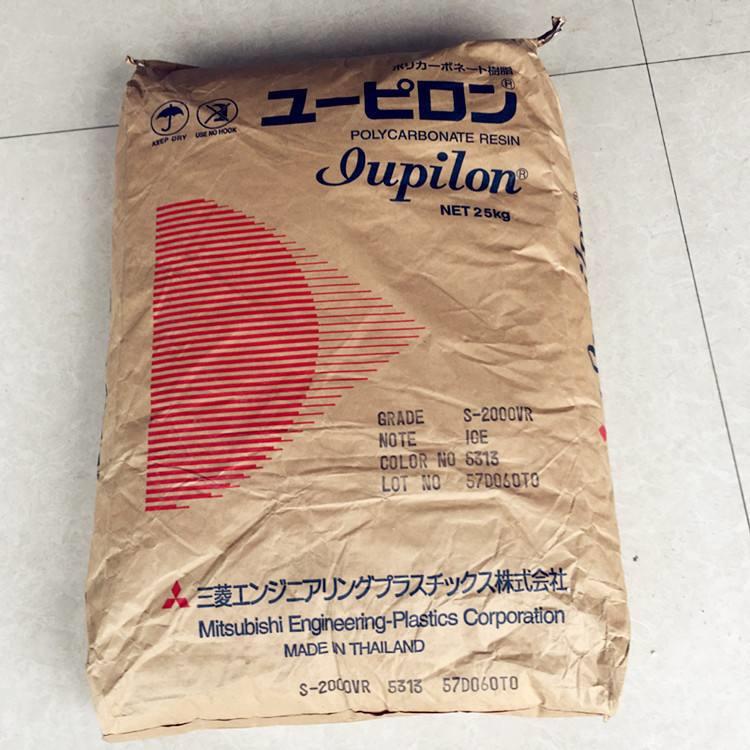 ポリカーボネート樹脂
ユーピロン®
KEEP DRY
USE NO HOOK
POLYCARBONATE RESIN
Iupilon®
NET 25kg
GRADE S-2000VR
NOTE ICE
COLOR NO 5313
LOT NO 57D060T0
三菱エンジニアリングプラスチックス株式会社
Mitsubishi Engineering-Plastics Corporation
MADE IN THAILAND
S-2000VR 5313 57D060T0